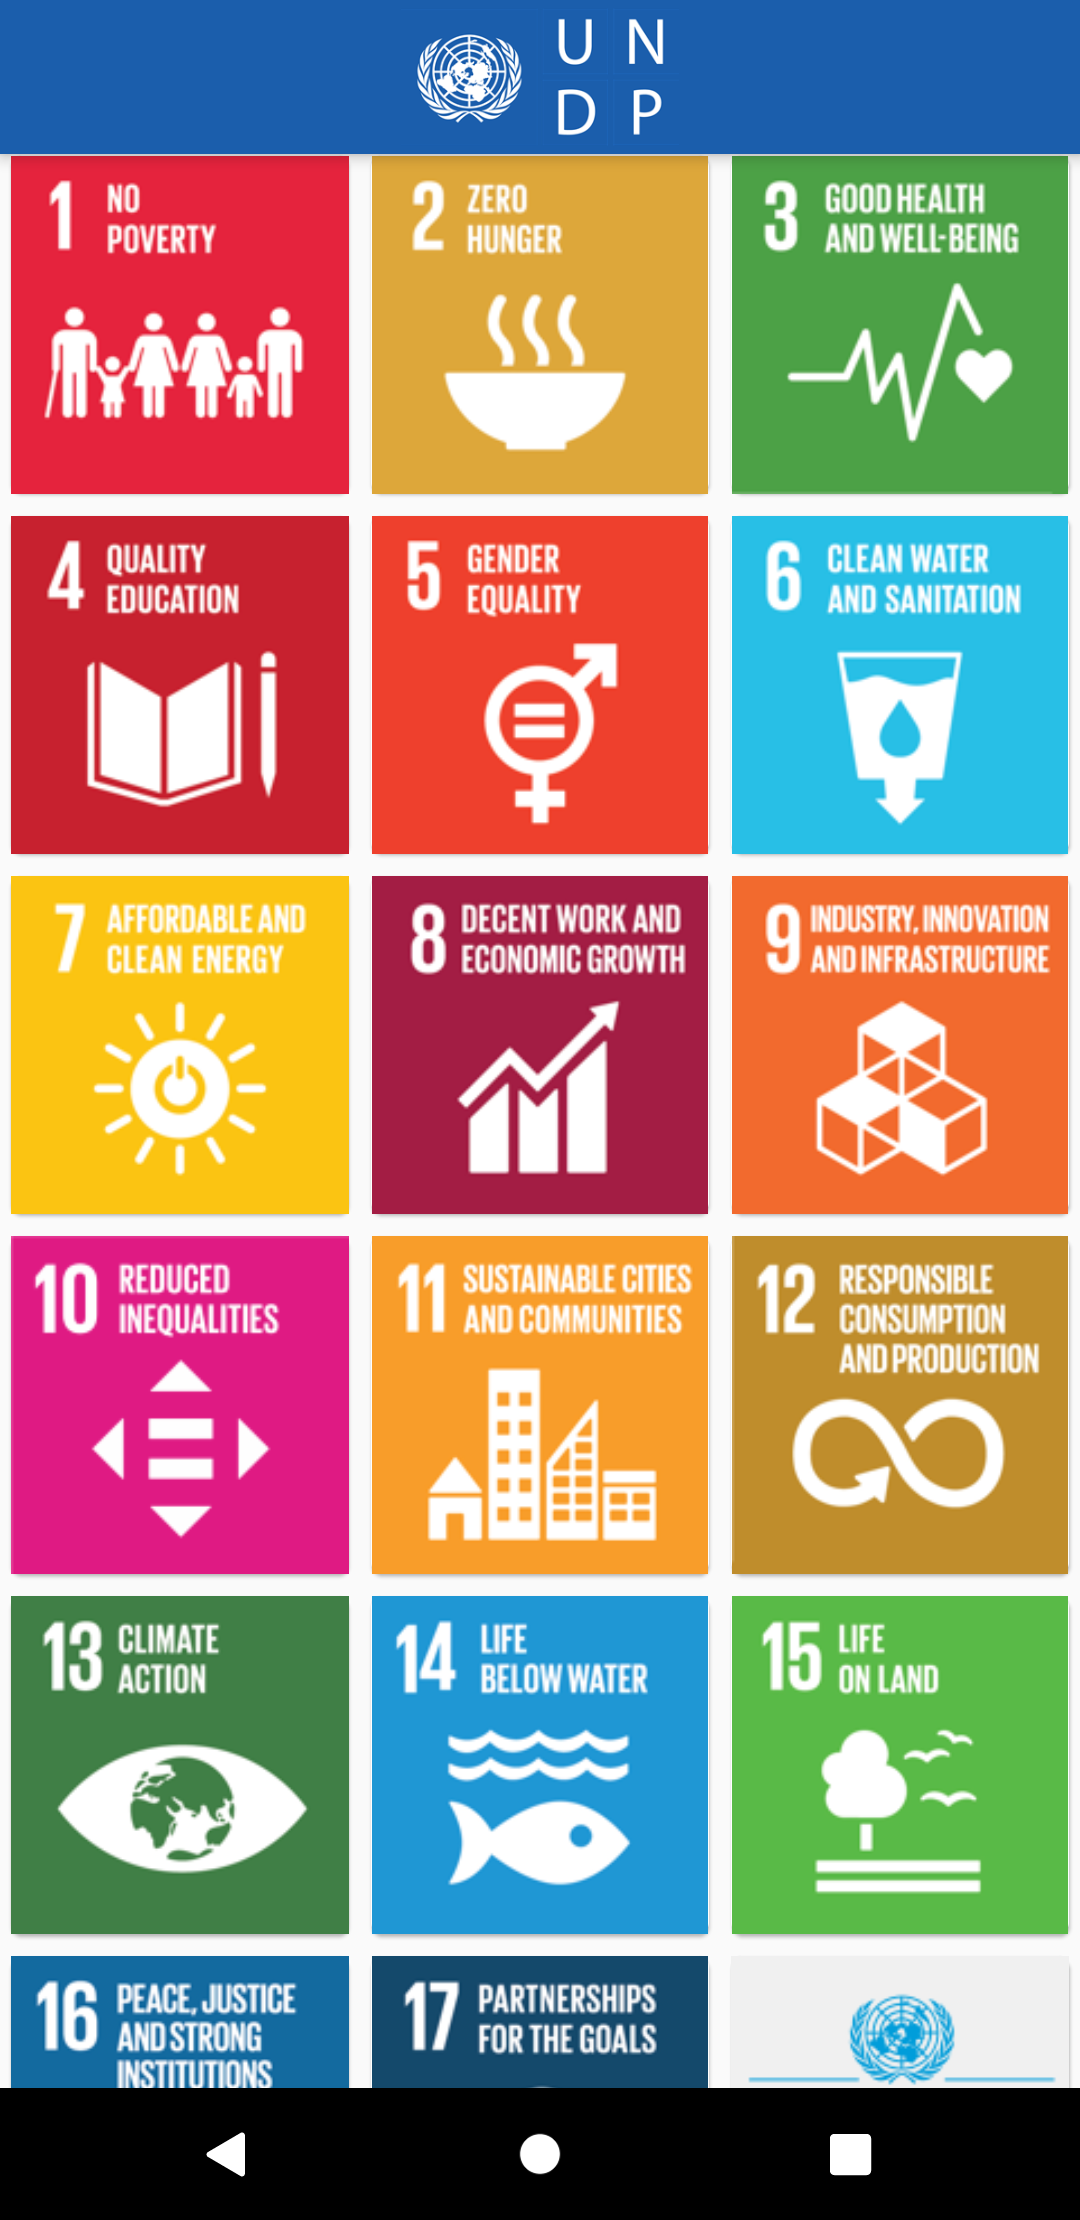 U N
D P
1 NO
POVERTY
2 ZERO
HUNGER
3 GOOD HEALTH
AND WELL-BEING
4 QUALITY
EDUCATION
5 GENDER
EQUALITY
6 CLEAN WATER
AND SANITATION
7 AFFORDABLE AND
CLEAN ENERGY
8 DECENT WORK AND
ECONOMIC GROWTH
9 INDUSTRY, INNOVATION
AND INFRASTRUCTURE
10 REDUCED
INEQUALITIES
11 SUSTAINABLE CITIES
AND COMMUNITIES
12 RESPONSIBLE
CONSUMPTION
AND PRODUCTION
13 CLIMATE
ACTION
14 LIFE
BELOW WATER
15 LIFE
ON LAND
16 PEACE, JUSTICE
AND STRONG
INSTITUTIONS
17 PARTNERSHIPS
FOR THE GOALS